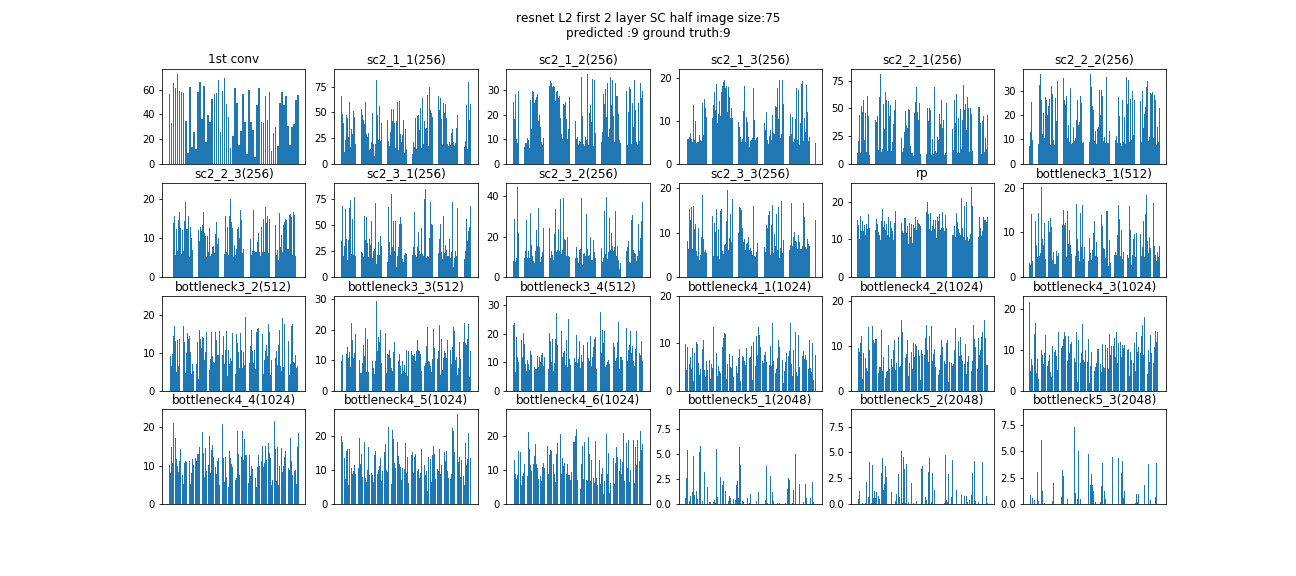 resnet L2 first 2 layer SC half image size:75
predicted :9 ground truth:9
1st conv sc2_1_1(256) sc2_1_2(256) sc2_1_3(256) sc2_2_1(256) sc2_2_2(256)
60 40 20 0
75 50 25
30 20 10 0
20 10 0
75 50 25 0
30 20 10 0
sc2_2_3(256) sc2_3_1(256) sc2_3_2(256) sc2_3_3(256) rp bottleneck3_1(512)
20 10 0
75 50 25 0
40 20 0
20 10 0
20 10 0
20 10 0
bottleneck3_2(512) bottleneck3_3(512) bottleneck3_4(512) bottleneck4_1(1024) bottleneck4_2(1024) bottleneck4_3(1024)
20 10 0
30 20 10 0
30 20 10 0
20 10 0
20 10 0
20 10 0
bottleneck4_4(1024) bottleneck4_5(1024) bottleneck4_6(1024) bottleneck5_1(2048) bottleneck5_2(2048) bottleneck5_3(2048)
20 10 0
20 10 0
20 10 0
7.5 5.0 2.5 0.0
7.5 5.0 2.5 0.0
7.5 5.0 2.5 0.0